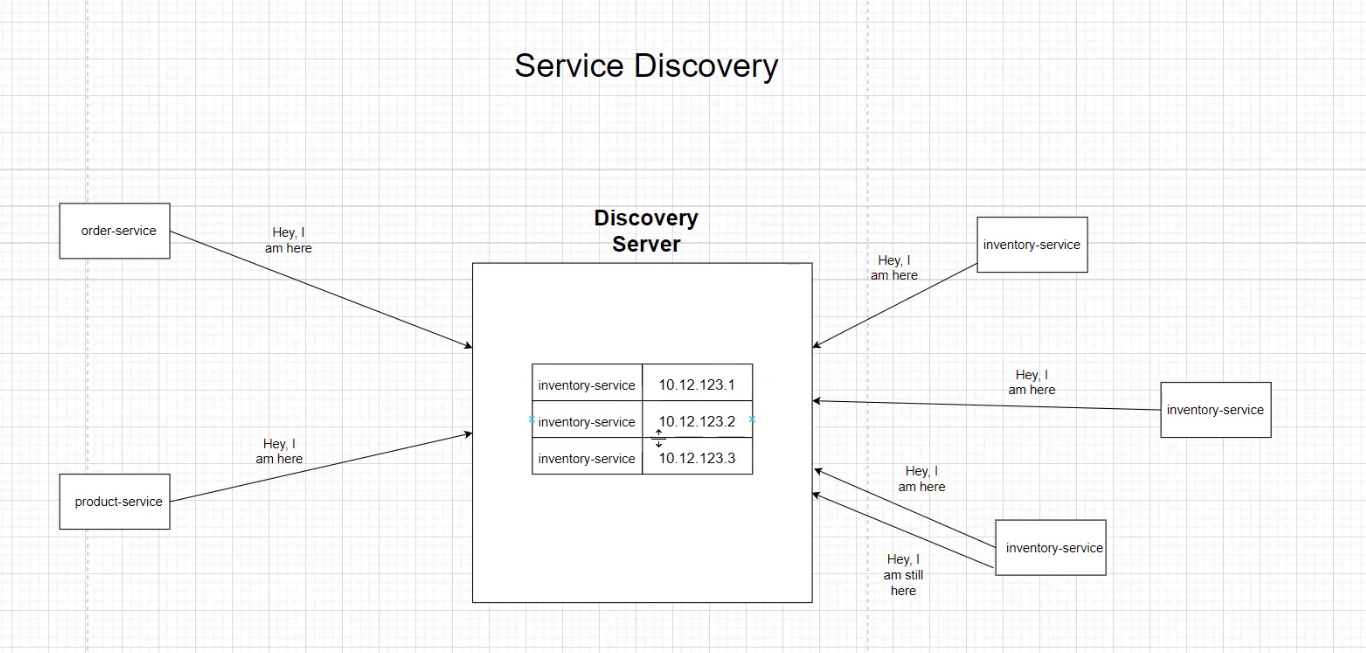 Service Discovery
Discovery
Server
order-service
Hey, I
am here
inventory-service
Hey, I
am here
inventory-service 10.12.123.1
inventory-service 10.12.123.2
inventory-service 10.12.123.3
Hey, I
am here
inventory-service
Hey, I
am here
product-service
Hey, I
am here
inventory-service
Hey, I
am still
here